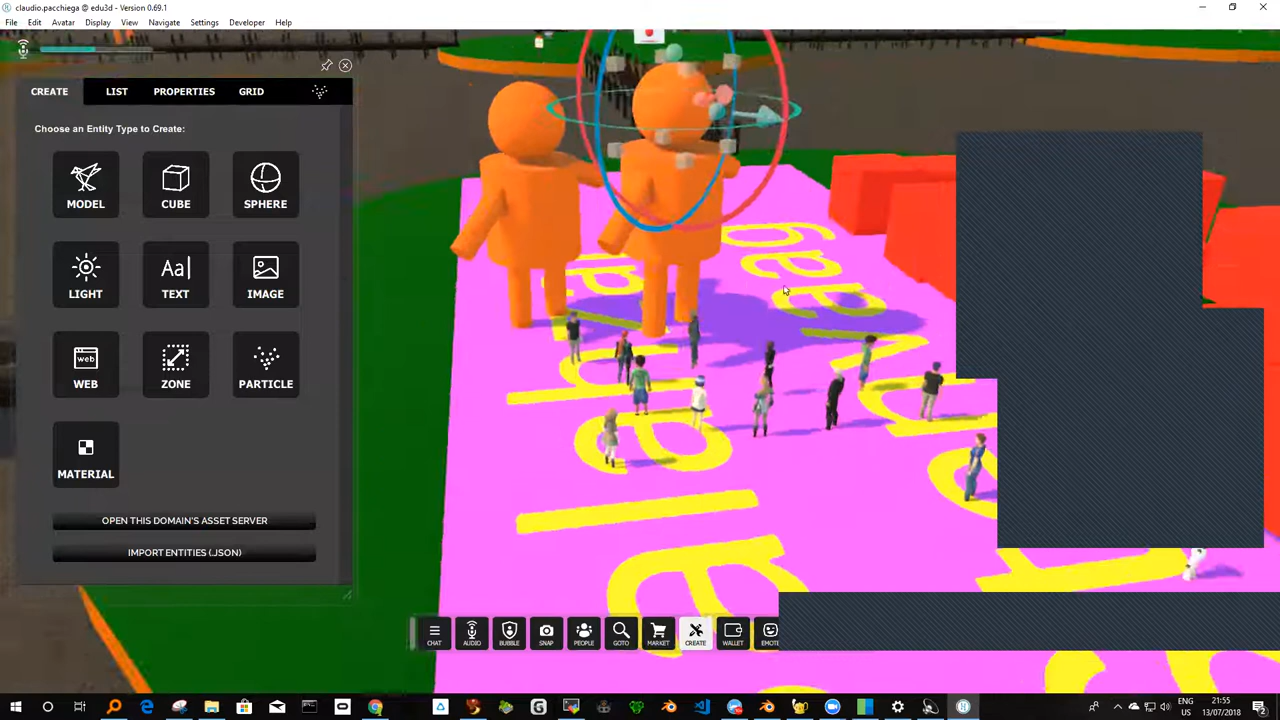 claudio.pacchiega @ edu3d - Version 0.69.1
File Edit Avatar Display View Navigate Settings Developer Help
CREATE LIST PROPERTIES GRID
Choose an Entity Type to Create:
MODEL CUBE SPHERE
LIGHT Aa TEXT IMAGE
web WEB ZONE PARTICLE
MATERIAL
OPEN THIS DOMAIN'S ASSET SERVER
IMPORT ENTITIES (.JSON)
CHAT AUDIO BUBBLE SNAP PEOPLE GOTO MARKET CREATE WALLET
ENG 21:55
US 13/07/2018